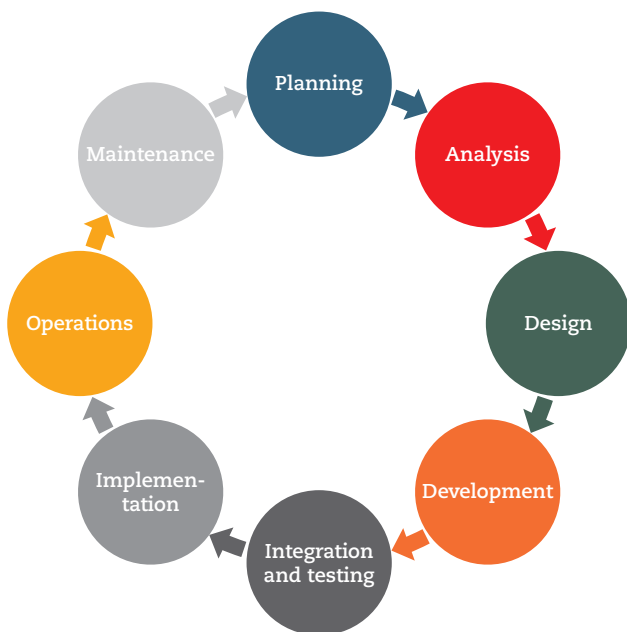 Planning
Analysis
Design
Development
Integration
and testing
Implemen-
tation
Operations
Maintenance